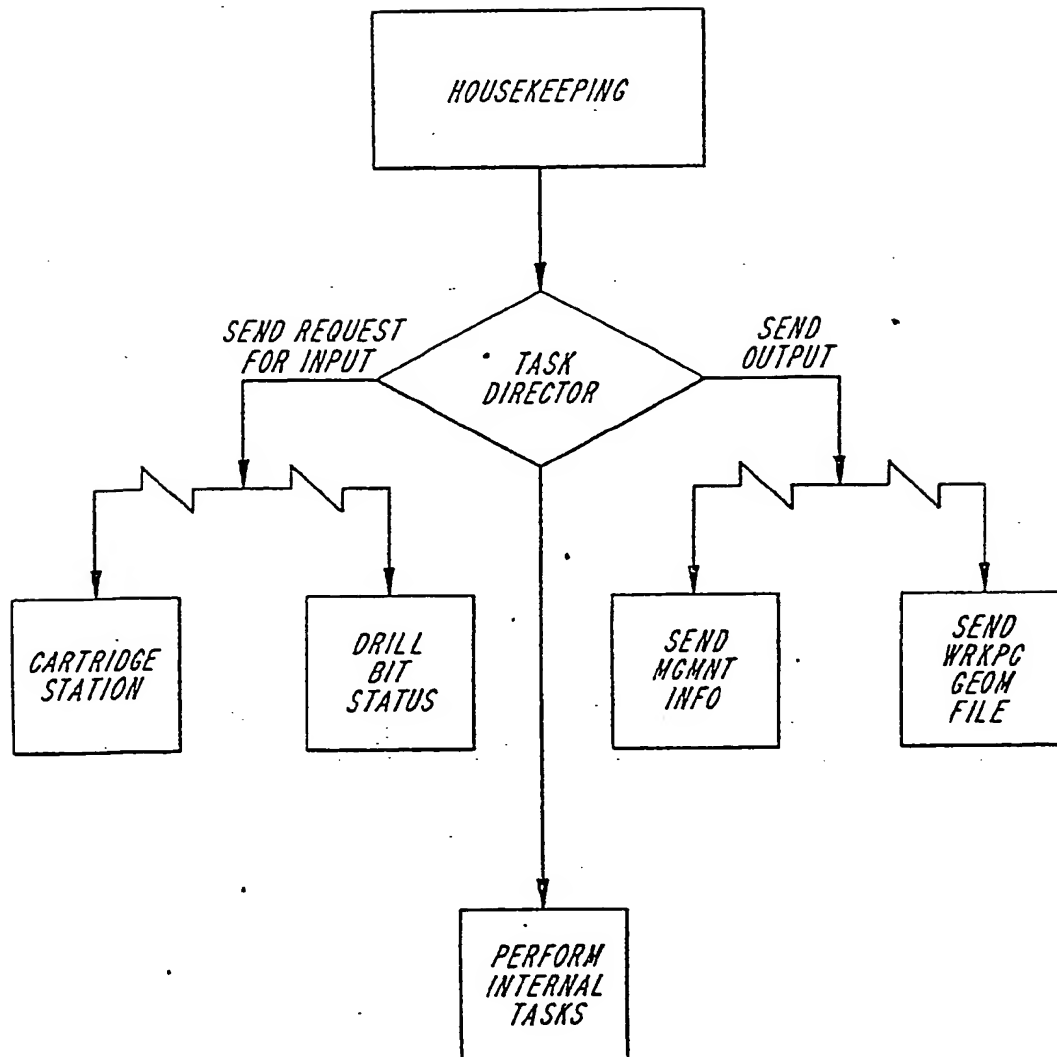 HOUSEKEEPING
SEND REQUEST
FOR INPUT
TASK
DIRECTOR
SEND
OUTPUT
CARTRIDGE
STATION
DRILL
BIT
STATUS
SEND
MGMNT
INFO
SEND
WRKPC
GEOM
FILE
PERFORM
INTERNAL
TASKS